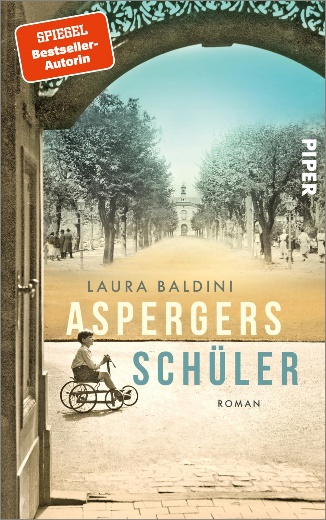 SPIEGEL
Bestseller-
Autorin
PIPER
LAURA BALDINI
ASPERGERS
SCHÜLER
ROMAN